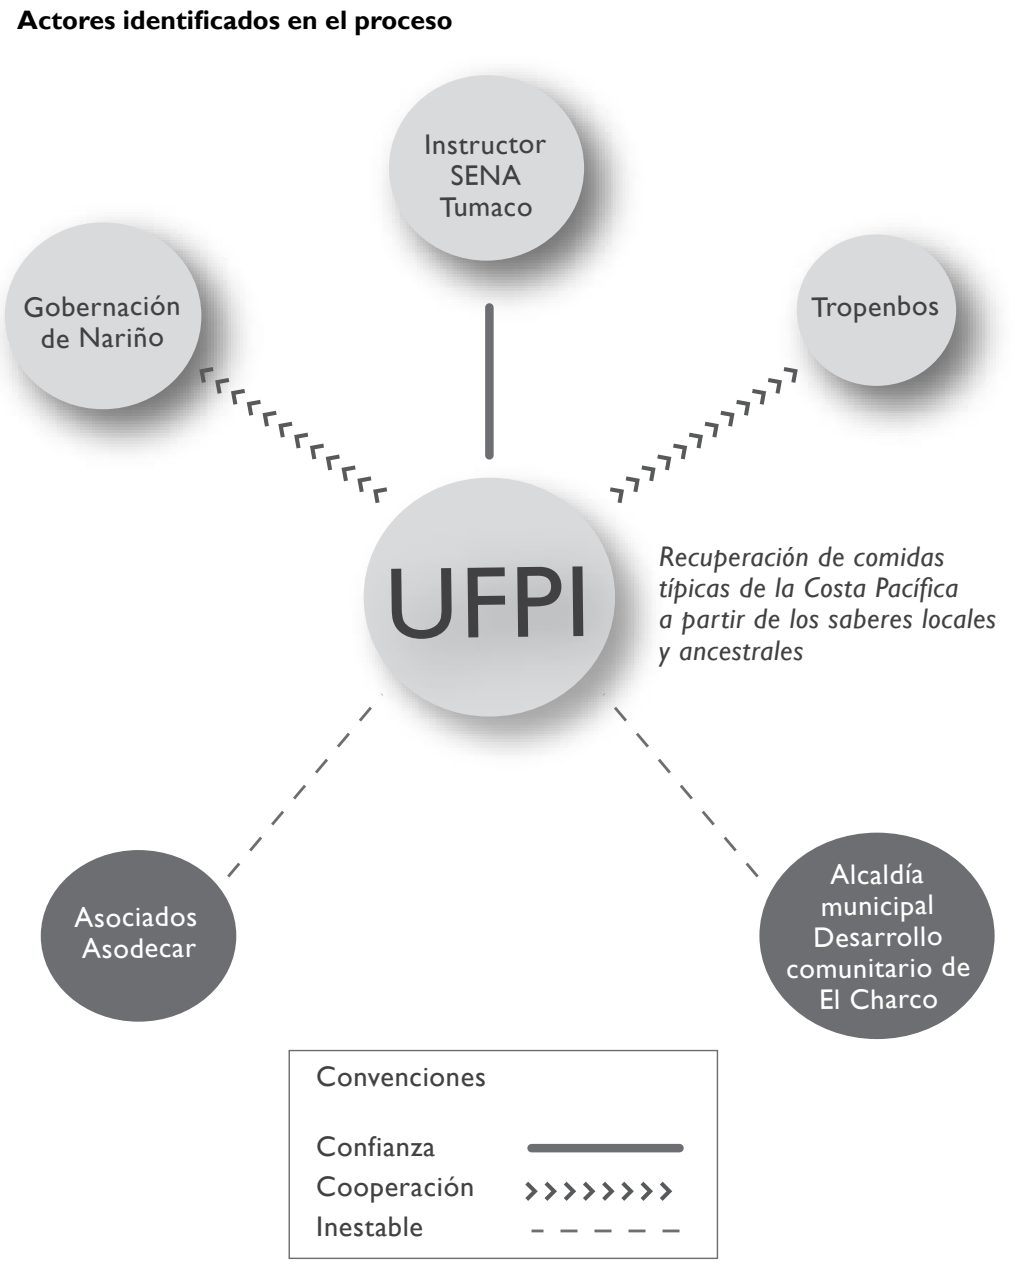 Actores identificados en el proceso
Instructor
SENA
Tumaco
Gobernación
de Nariño
Tropenbos
UFPI
Recuperación de comidas
típicas de la Costa Pacífica
a partir de los saberes locales
y ancestrales
Asociados
Asodecar
Alcaldía
municipal
Desarrollo
comunitario de
El Charco
Convenciones
Confianza
Cooperación
Inestable